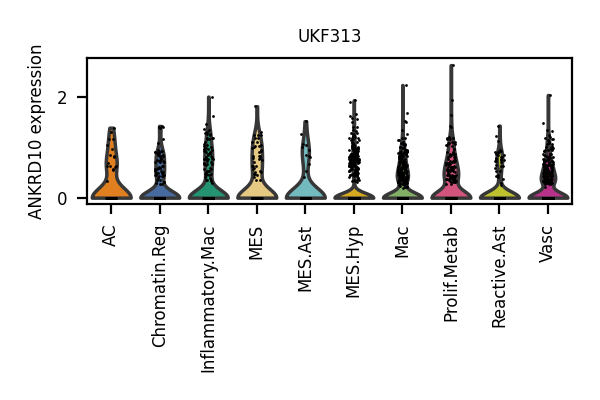 UKF313
ANKRD10 expression
2
0
AC
Chromatin.Reg
Inflammatory.Mac
MES
MES.Ast
MES.Hyp
Mac
Prolif.Metab
Reactive.Ast
Vasc